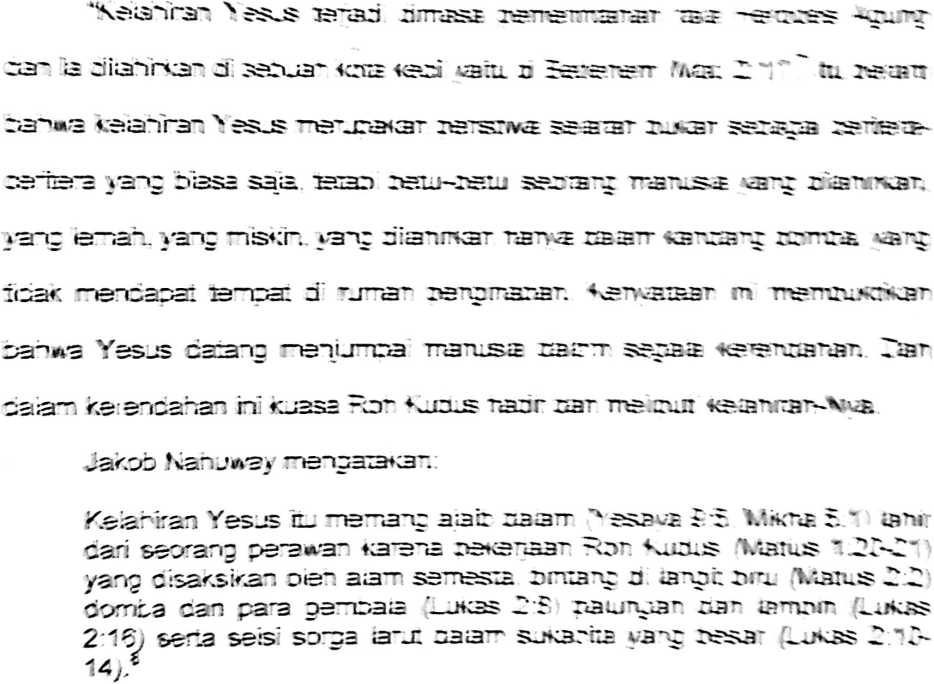 "Kelahiran Yesus terjadi dimasa pemerintahan raja Herodes Agung
dan Ia dilahirkan di sebuah kota kecil yaitu di Betlehem
bahwa kelahiran Yesus merupakan peristiwa sejarah bukan sebagai ceritera-
ceritera yang biasa saja, tetapi betul-betul seorang manusia yang dilahirkan,
yang lemah, yang miskin, yang dilahirkan hanya dalam kandang domba, yang
tidak mendapat tempat di rumah penginapan. Kenyataan ini membuktikan
bahwa Yesus datang menjumpai manusia dalam segala kerendahan. Dan
dalam kerendahan ini kuasa Roh Kudus hadir dan meliputi kelahiran-Nya.
Jakob Nahuway mengatakan:
Kelahiran Yesus itu memang ajaib dalam (Yesaya 9:5, Mikha 5:1) lahir
dari seorang perawan karena pekerjaan Roh Kudus (Matius 1:20-21)
yang disaksikan oleh alam semesta, bintang di langit biru (Matius 2:2)
domba dan para gembala (Lukas 2:8) palungan dan lampin (Lukas
2:16) serta seisi sorga larut dalam sukacita yang besar (Lukas 2:10-
14).⁸